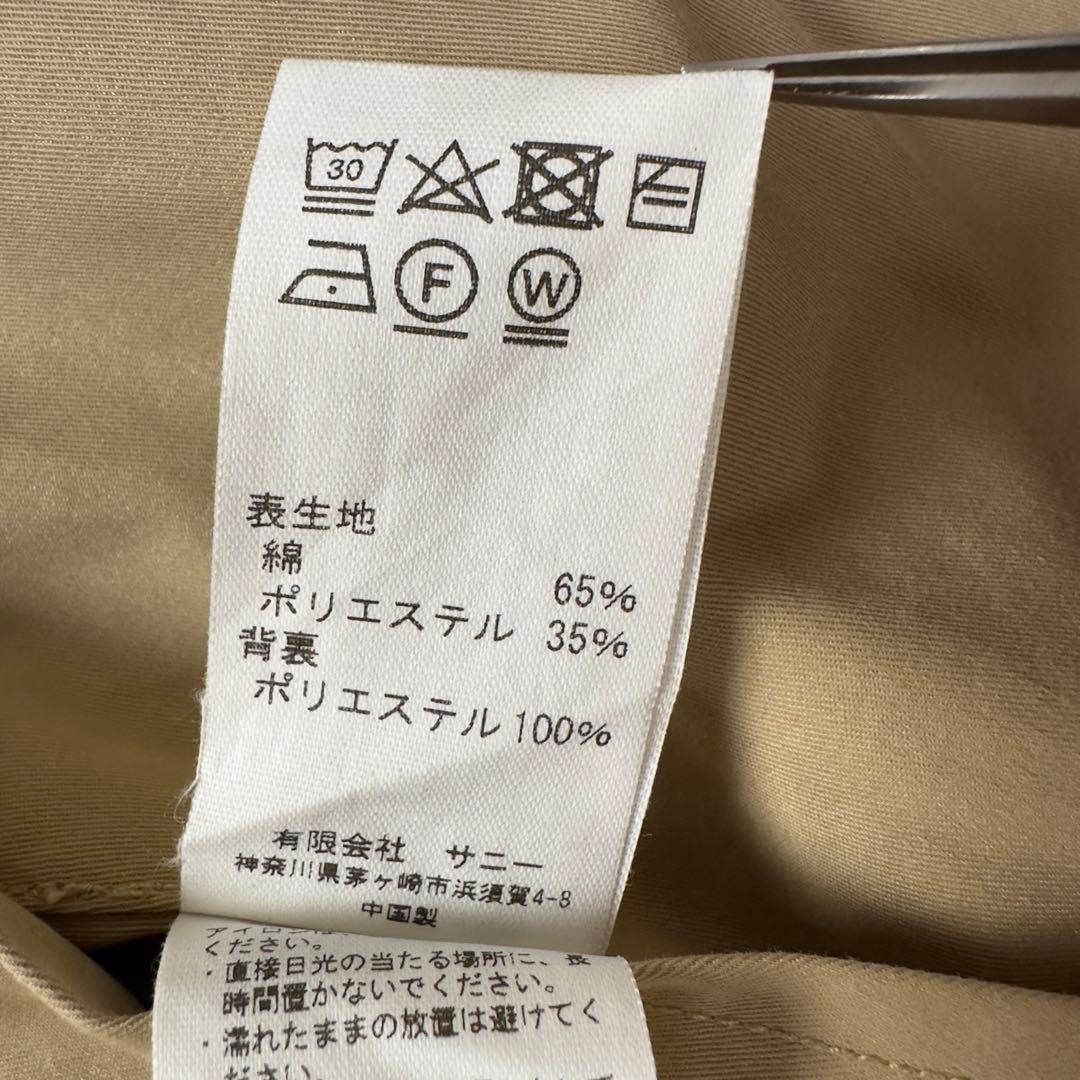 30
F W
表生地
綿 65%
ポリエステル 35%
背裏
ポリエステル 100%
有限会社 サニー
神奈川県茅ヶ崎市浜須賀4-8
中国製
ください。
・直接日光の当たる場所に、長
時間置かないでください。
・濡れたままの放置は避けてく
ださい。